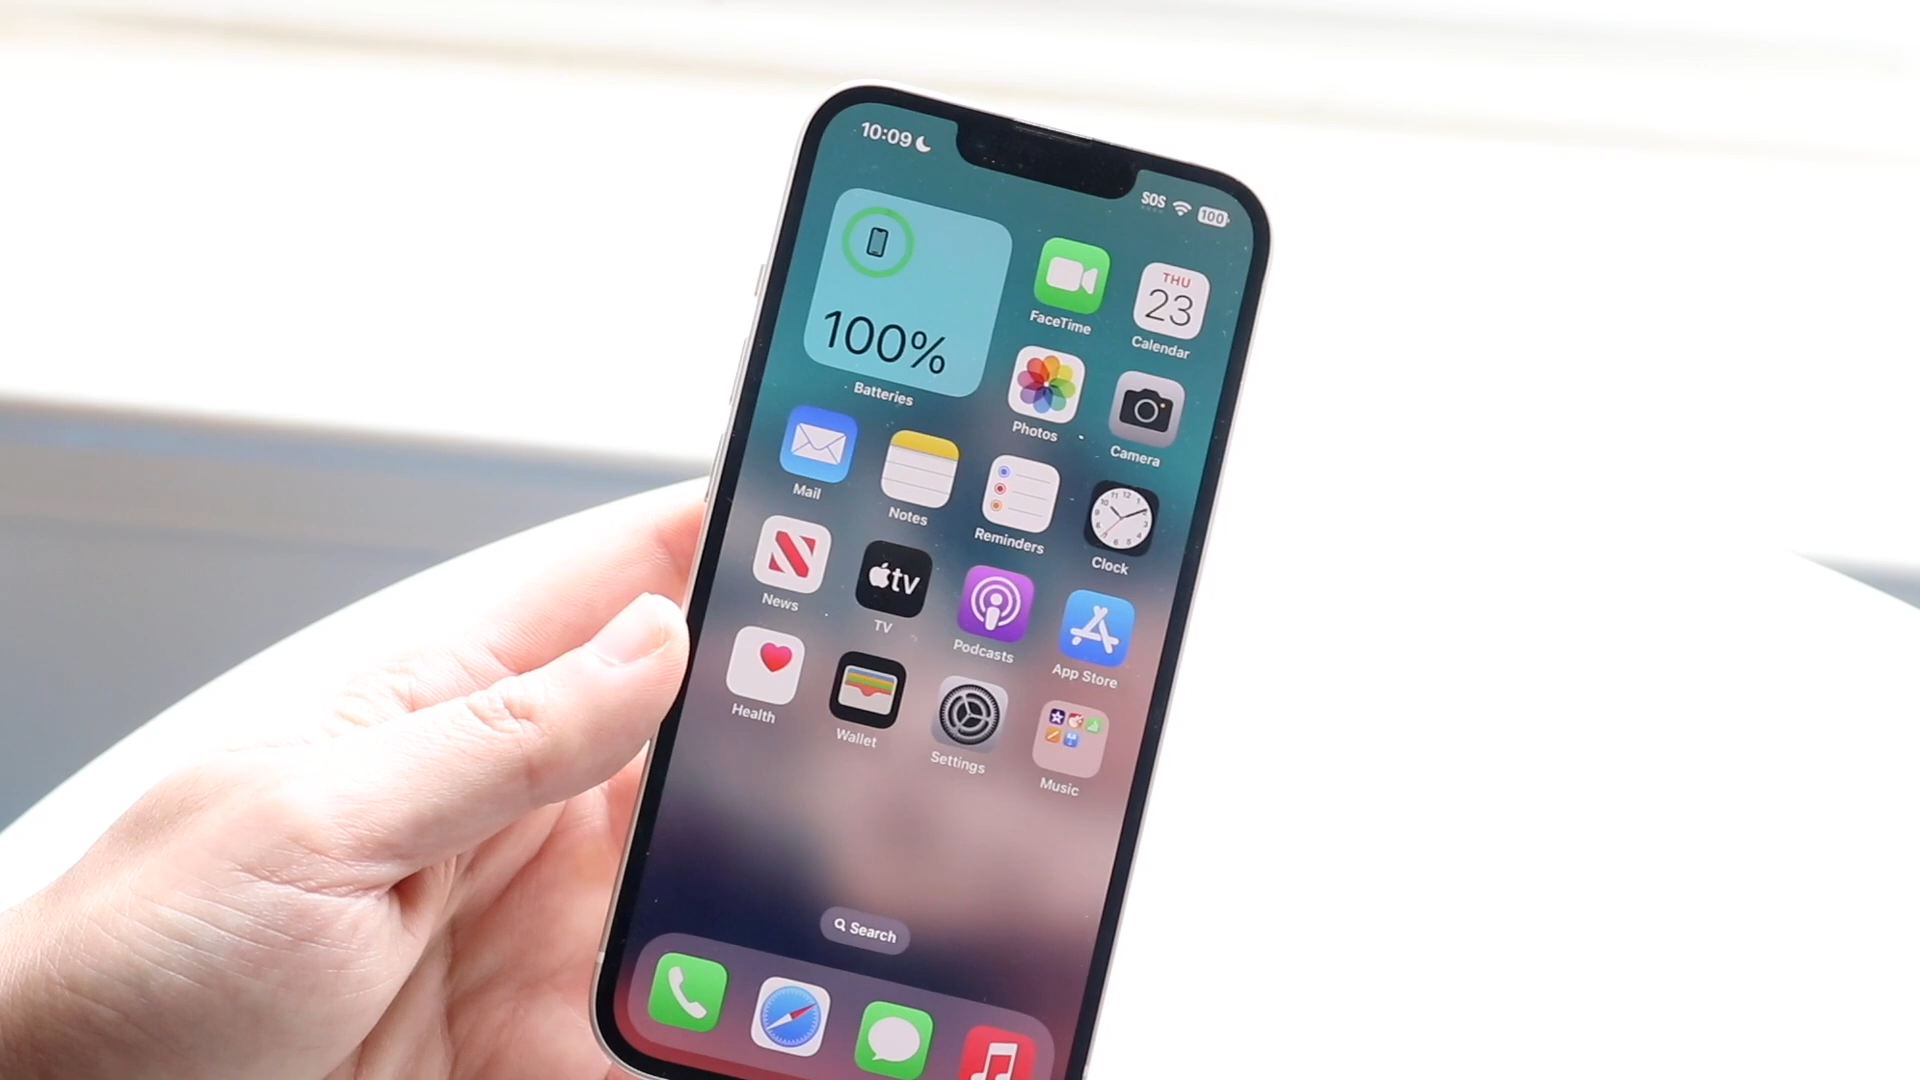 10:09
SOS 100
100%
Batteries
FaceTime
THU
23
Calendar
Photos
Camera
Mail
Notes
Reminders
Clock
News
tv
TV
Podcasts
App Store
Health
Wallet
Settings
Music
Search